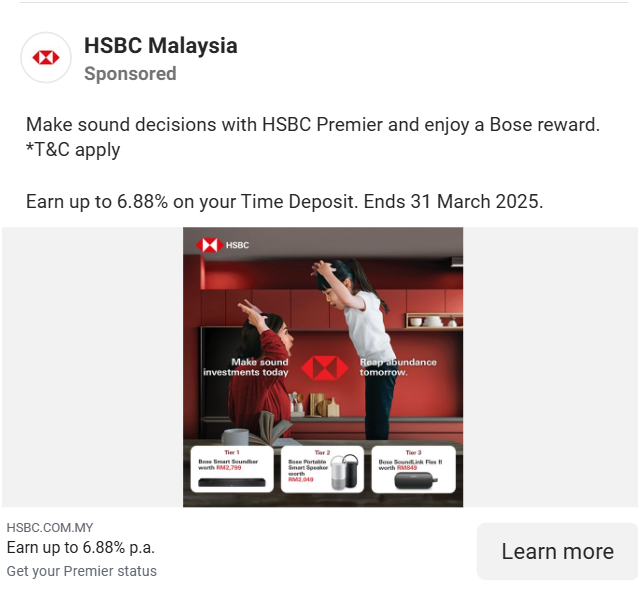 HSBC Malaysia
Sponsored
Make sound decisions with HSBC Premier and enjoy a Bose reward.
*T&C apply
Earn up to 6.88% on your Time Deposit. Ends 31 March 2025.
HSBC
Make sound
investments today
Reap abundance
tomorrow.
Tier 1
Bose Smart Soundbar
worth RM2,799
Tier 2
Bose Portable
Smart Speaker
worth
RM2,049
Tier 3
Bose SoundLink Flex II
worth RM849
HSBC.COM.MY
Earn up to 6.88% p.a.
Get your Premier status
Learn more